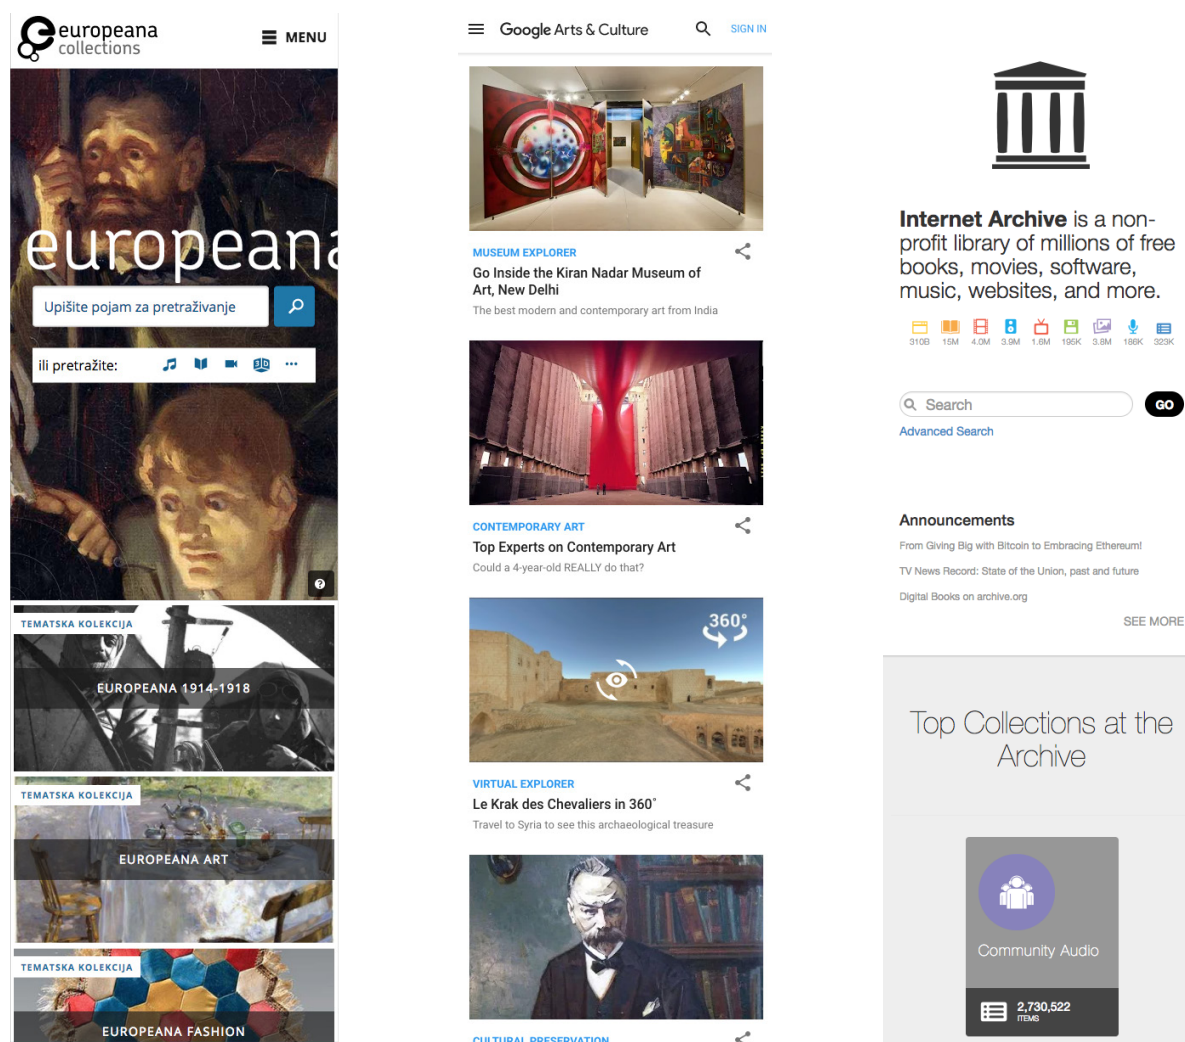 europeana
collections
MENU
europeana
Upišite pojam za pretraživanje
ili pretražite:
3D
?
TEMATSKA KOLEKCIJA
EUROPEANA 1914-1918
TEMATSKA KOLEKCIJA
EUROPEANA ART
TEMATSKA KOLEKCIJA
EUROPEANA FASHION
Google Arts & Culture
SIGN IN
MUSEUM EXPLORER
Go Inside the Kiran Nadar Museum of
Art, New Delhi
The best modern and contemporary art from India
CONTEMPORARY ART
Top Experts on Contemporary Art
Could a 4-year-old REALLY do that?
360°
VIRTUAL EXPLORER
Le Krak des Chevaliers in 360°
Travel to Syria to see this archaeological treasure
CULTURAL PRESERVATION
Internet Archive is a non-
profit library of millions of free
books, movies, software,
music, websites, and more.
310B 15M 4.0M 3.9M 1.6M 195K 3.8M 186K 323K
Search GO
Advanced Search
Announcements
From Giving Big with Bitcoin to Embracing Ethereum!
TV News Record: State of the Union, past and future
Digital Books on archive.org
SEE MORE
Top Collections at the
Archive
Community Audio
2,730,522
ITEMS